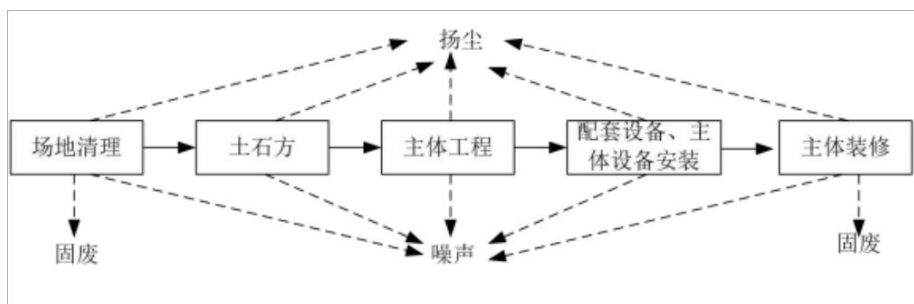 扬尘
场地清理
土石方
主体工程
配套设备、主
体设备安装
主体装修
固废
噪声
固废